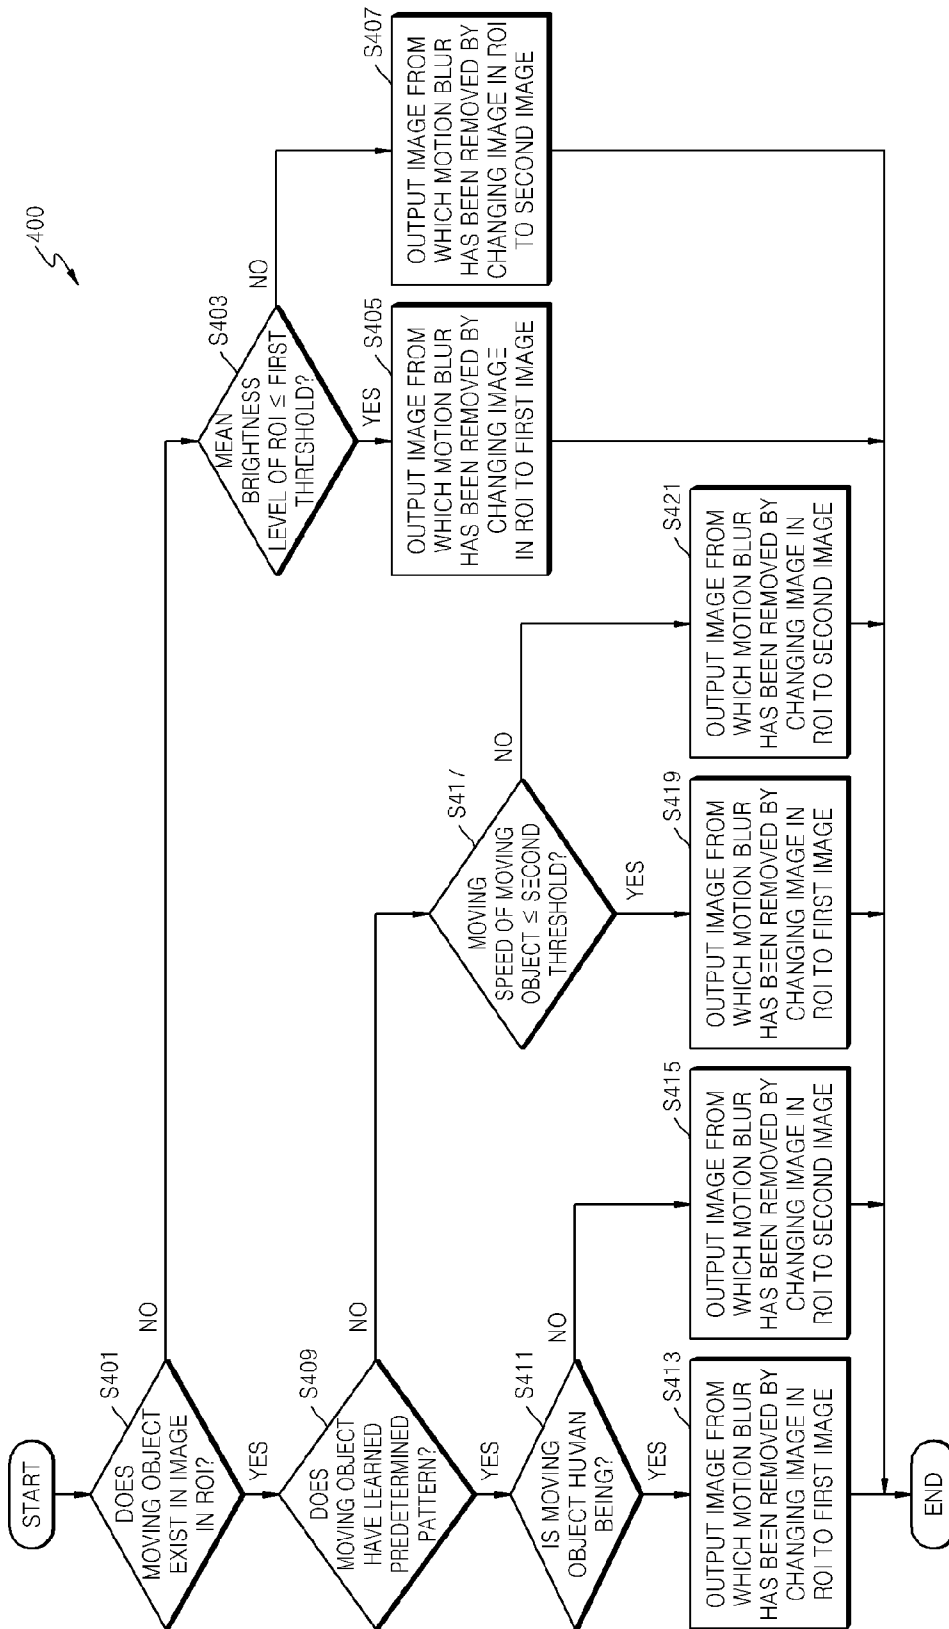 400
START
S401
DOES
MOVING OBJECT
EXIST IN IMAGE
IN ROI?
NO
YES
S403
MEAN
BRIGHTNESS
LEVEL OF ROI ≤ FIRST
THRESHOLD?
NO
YES
S405
OUTPUT IMAGE FROM
WHICH MOTION BLUR
HAS BEEN REMOVED BY
CHANGING IMAGE
IN ROI TO FIRST IMAGE
S407
OUTPUT IMAGE FROM
WHICH MOTION BLUR
HAS BEEN REMOVED BY
CHANGING IMAGE IN ROI
TO SECOND IMAGE
S409
DOES
MOVING OBJECT
HAVE LEARNED
PREDETERMINED
PATTERN?
NO
YES
S411
IS MOVING
OBJECT HUMAN
BEING?
NO
YES
S413
OUTPUT IMAGE FROM
WHICH MOTION BLUR
HAS BEEN REMOVED BY
CHANGING IMAGE IN
ROI TO FIRST IMAGE
S415
OUTPUT IMAGE FROM
WHICH MOTION BLUR
HAS BEEN REMOVED BY
CHANGING IMAGE IN
ROI TO SECOND IMAGE
S417
MOVING
SPEED OF MOVING
OBJECT ≤ SECOND
THRESHOLD?
NO
YES
S419
OUTPUT IMAGE FROM
WHICH MOTION BLUR
HAS BEEN REMOVED BY
CHANGING IMAGE IN
ROI TO FIRST IMAGE
S421
OUTPUT IMAGE FROM
WHICH MOTION BLUR
HAS BEEN REMOVED BY
CHANGING IMAGE IN
ROI TO SECOND IMAGE
END